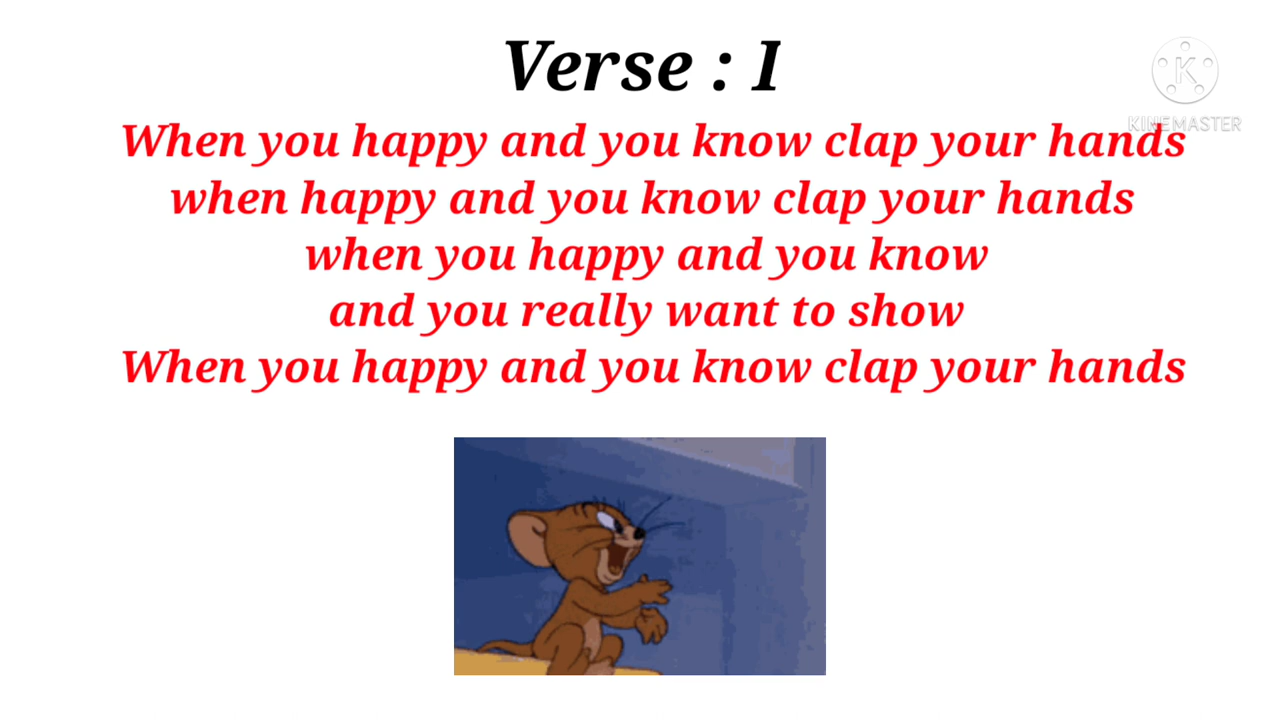 Verse : I
When you happy and you know clap your hands
when happy and you know clap your hands
when you happy and you know
and you really want to show
When you happy and you know clap your hands
K
KINEMASTER